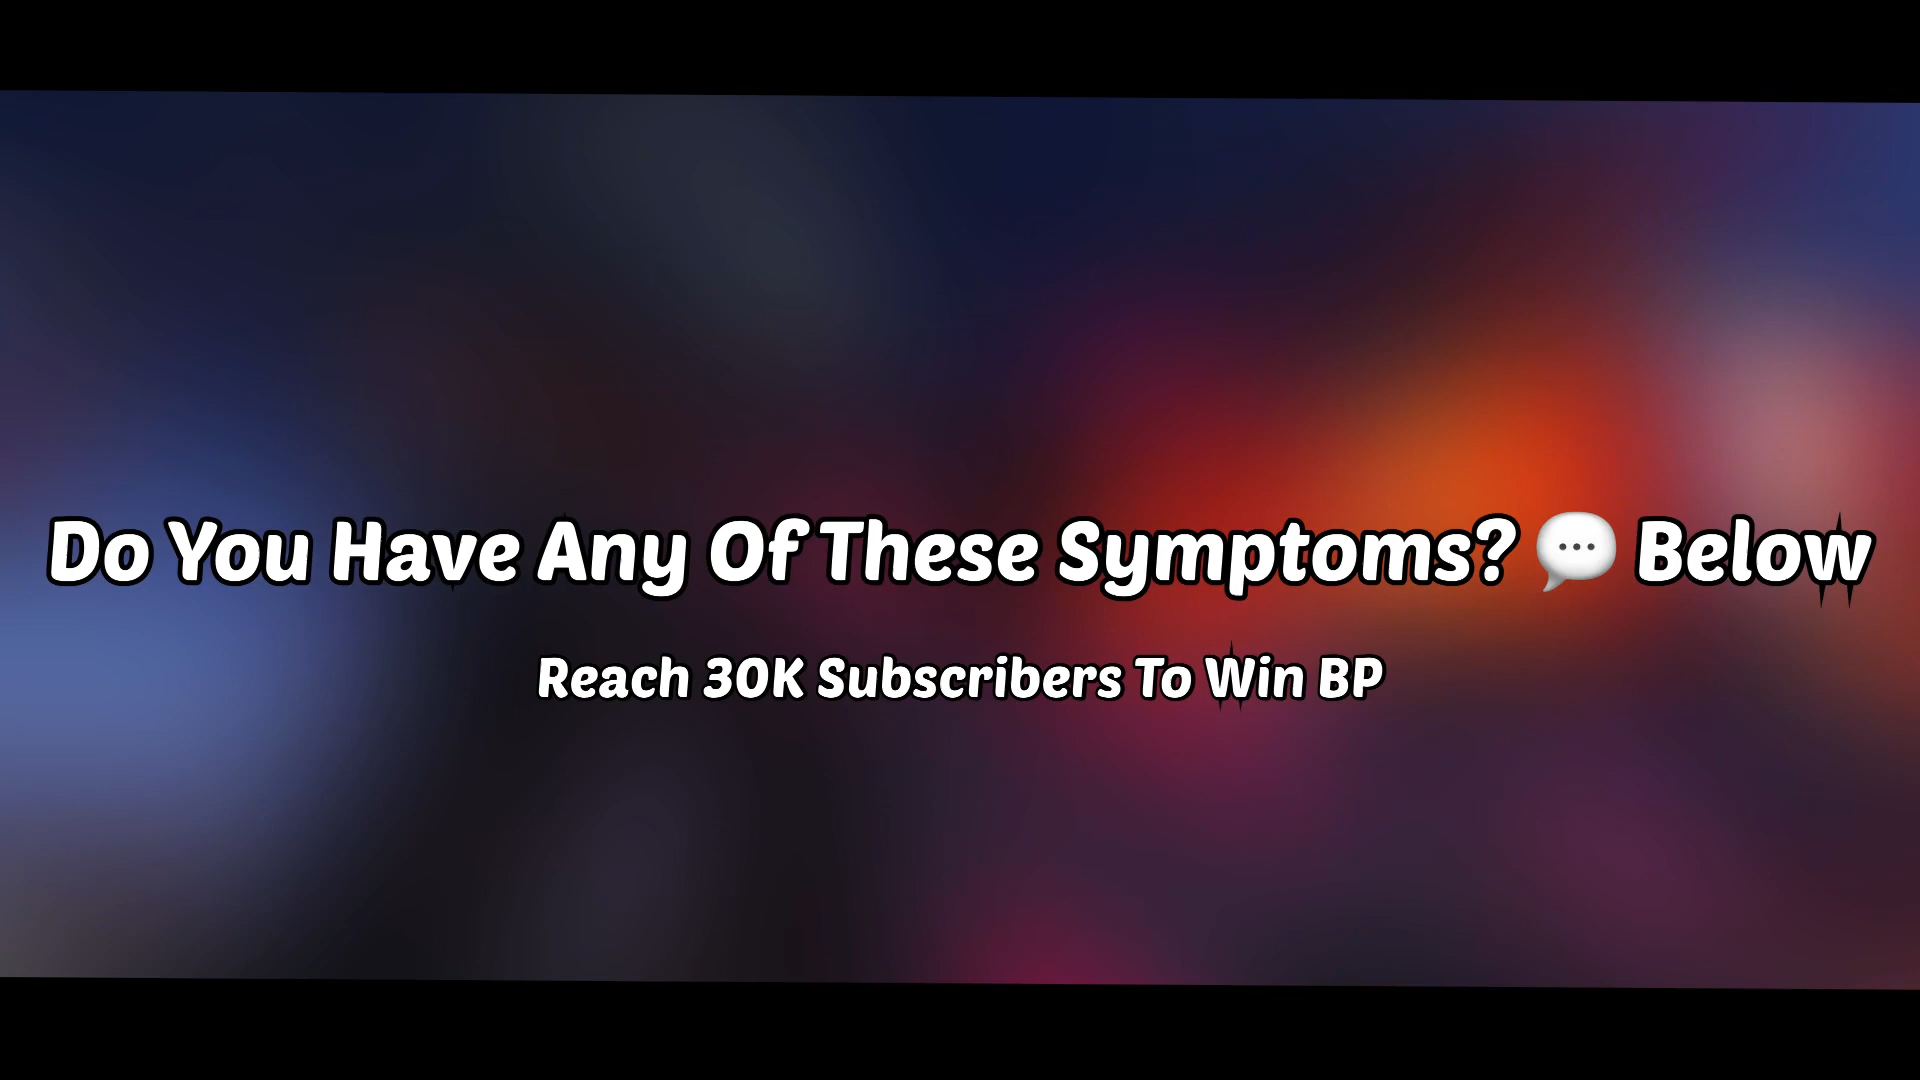 Do You Have Any Of These Symptoms? 💬 Below
Reach 30K Subscribers To Win BP